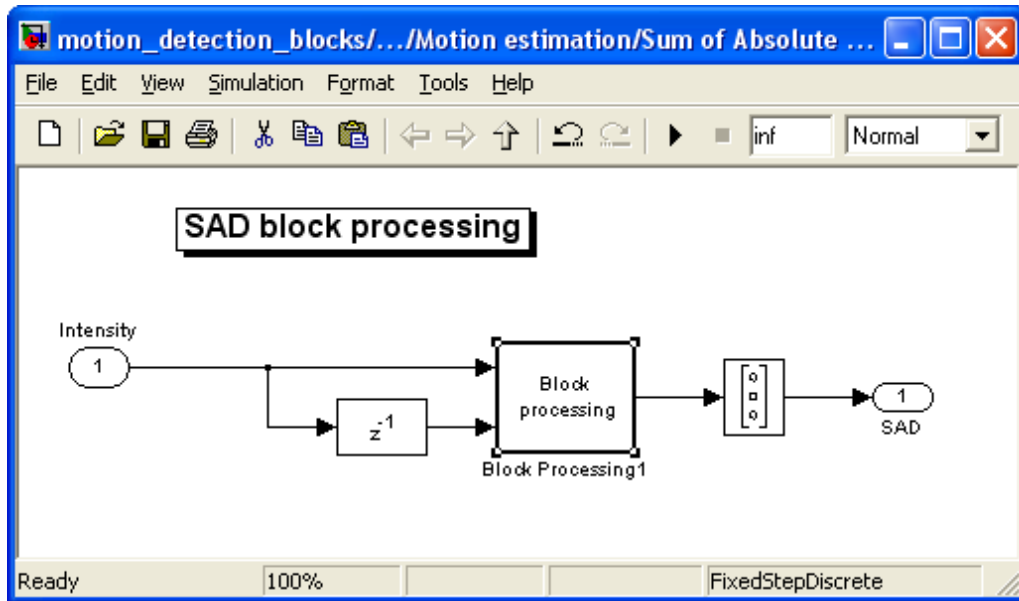 motion_detection_blocks/.../Motion estimation/Sum of Absolute ...
File Edit View Simulation Format Tools Help
inf Normal
SAD block processing
Intensity
1
z-1
Block
processing
Block Processing1
1
SAD
Ready 100% FixedStepDiscrete